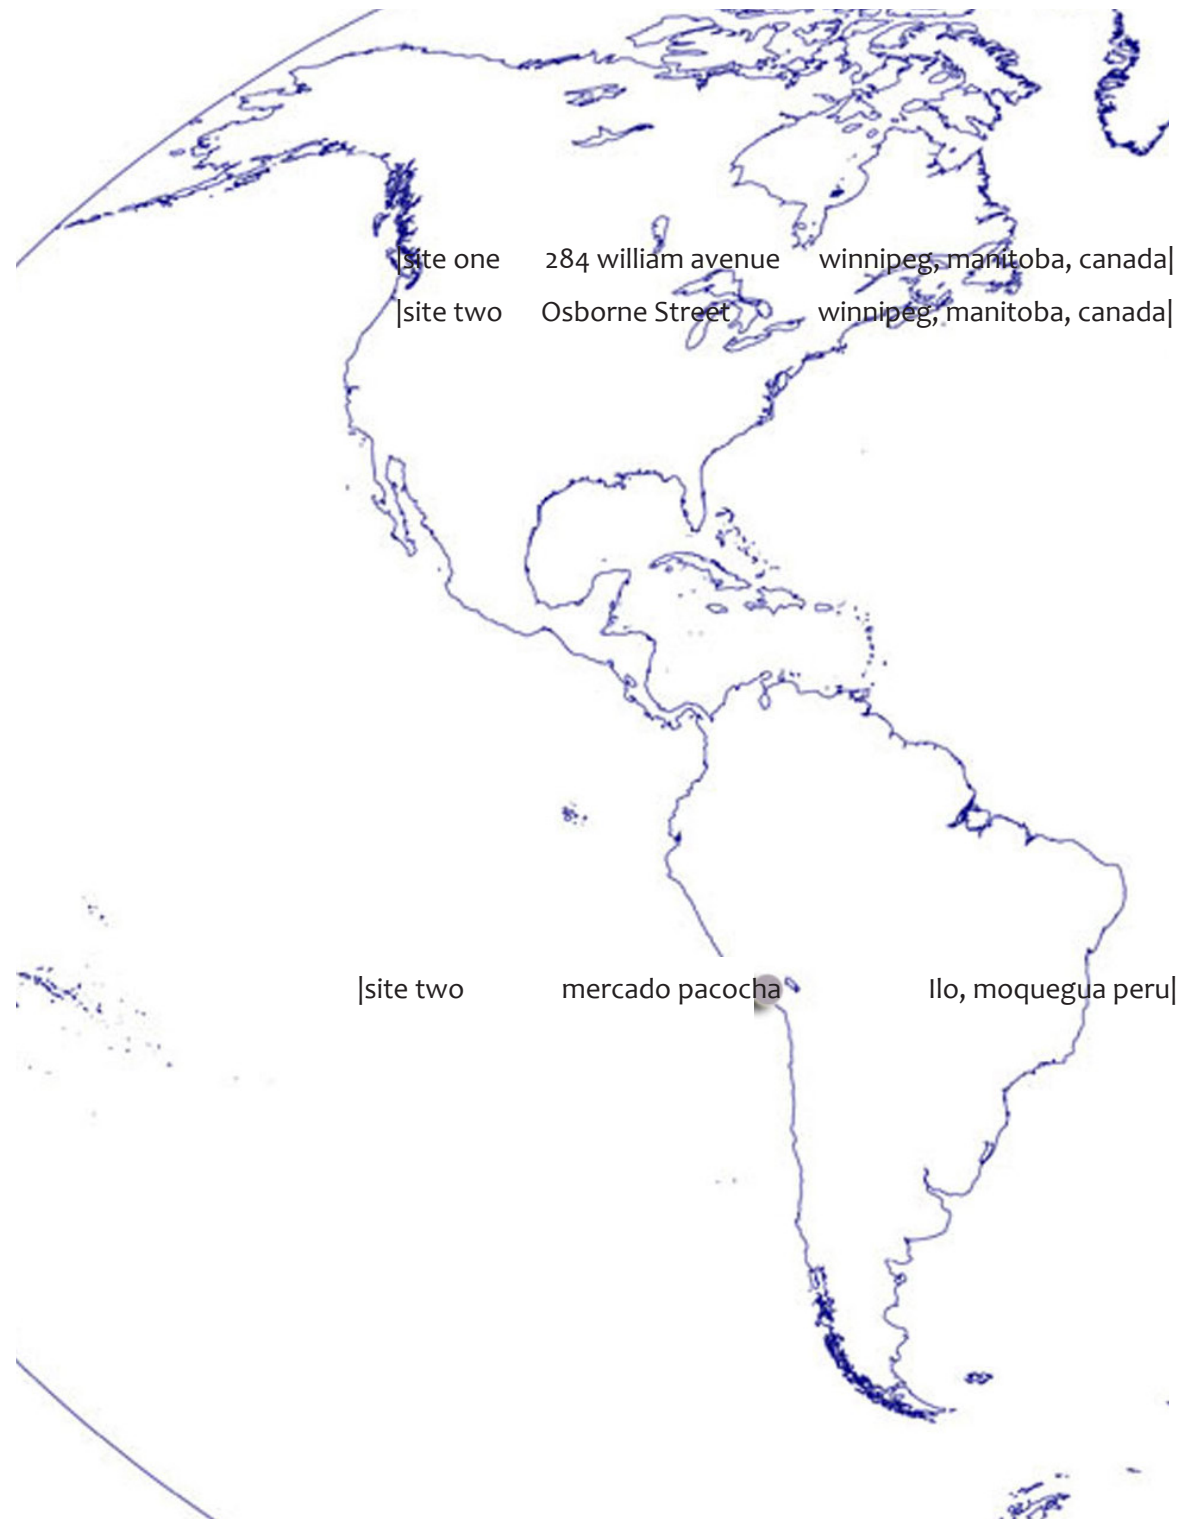 |site one 284 william avenue winnipeg, manitoba, canada|
|site two Osborne Street winnipeg, manitoba, canada|
|site two mercado pacocha Ilo, moquegua peru|